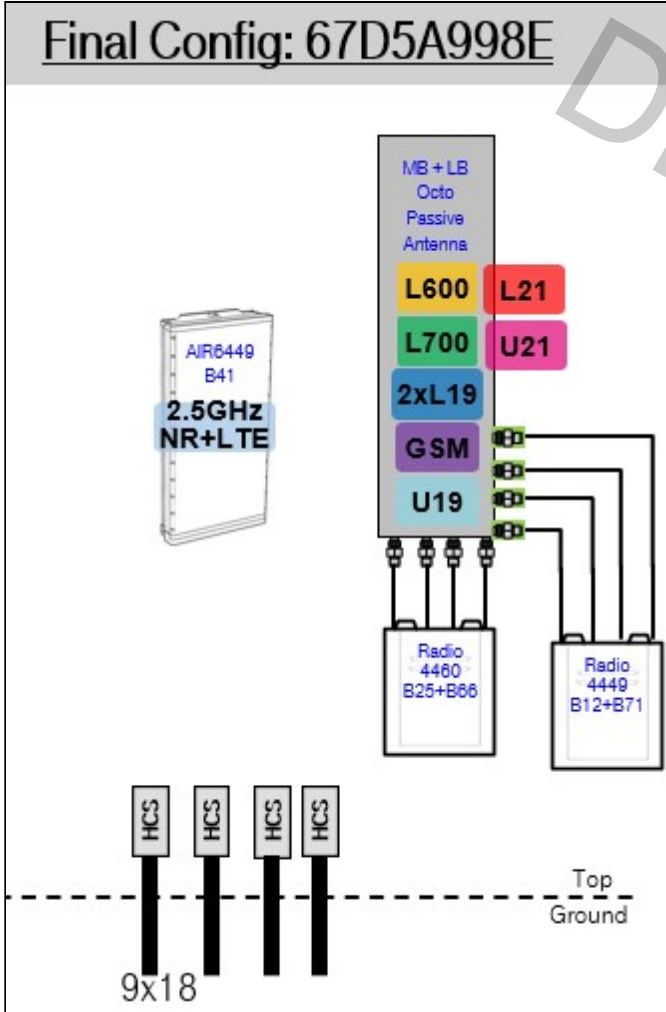 Final Config: 67D5A998E
MB + LB
Octo
Passive
Antenna
L600
L21
L700
U21
2xL19
GSM
U19
AIR6449
B41
2.5GHz
NR+LTE
Radio
4460
B25+B66
Radio
4449
B12+B71
HCS
HCS
HCS
HCS
Top
Ground
9x18